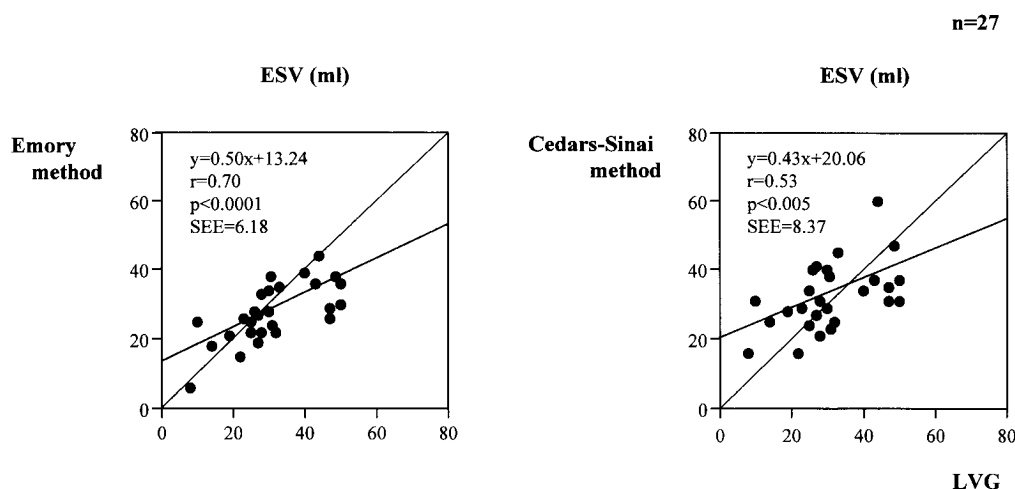 n=27
ESV (ml)
Emory
method
80
60
40
20
0
y=0.50x+13.24
r=0.70
p<0.0001
SEE=6.18
0 20 40 60 80
ESV (ml)
Cedars-Sinai
method
80
60
40
20
0
y=0.43x+20.06
r=0.53
p<0.005
SEE=8.37
0 20 40 60 80
LVG